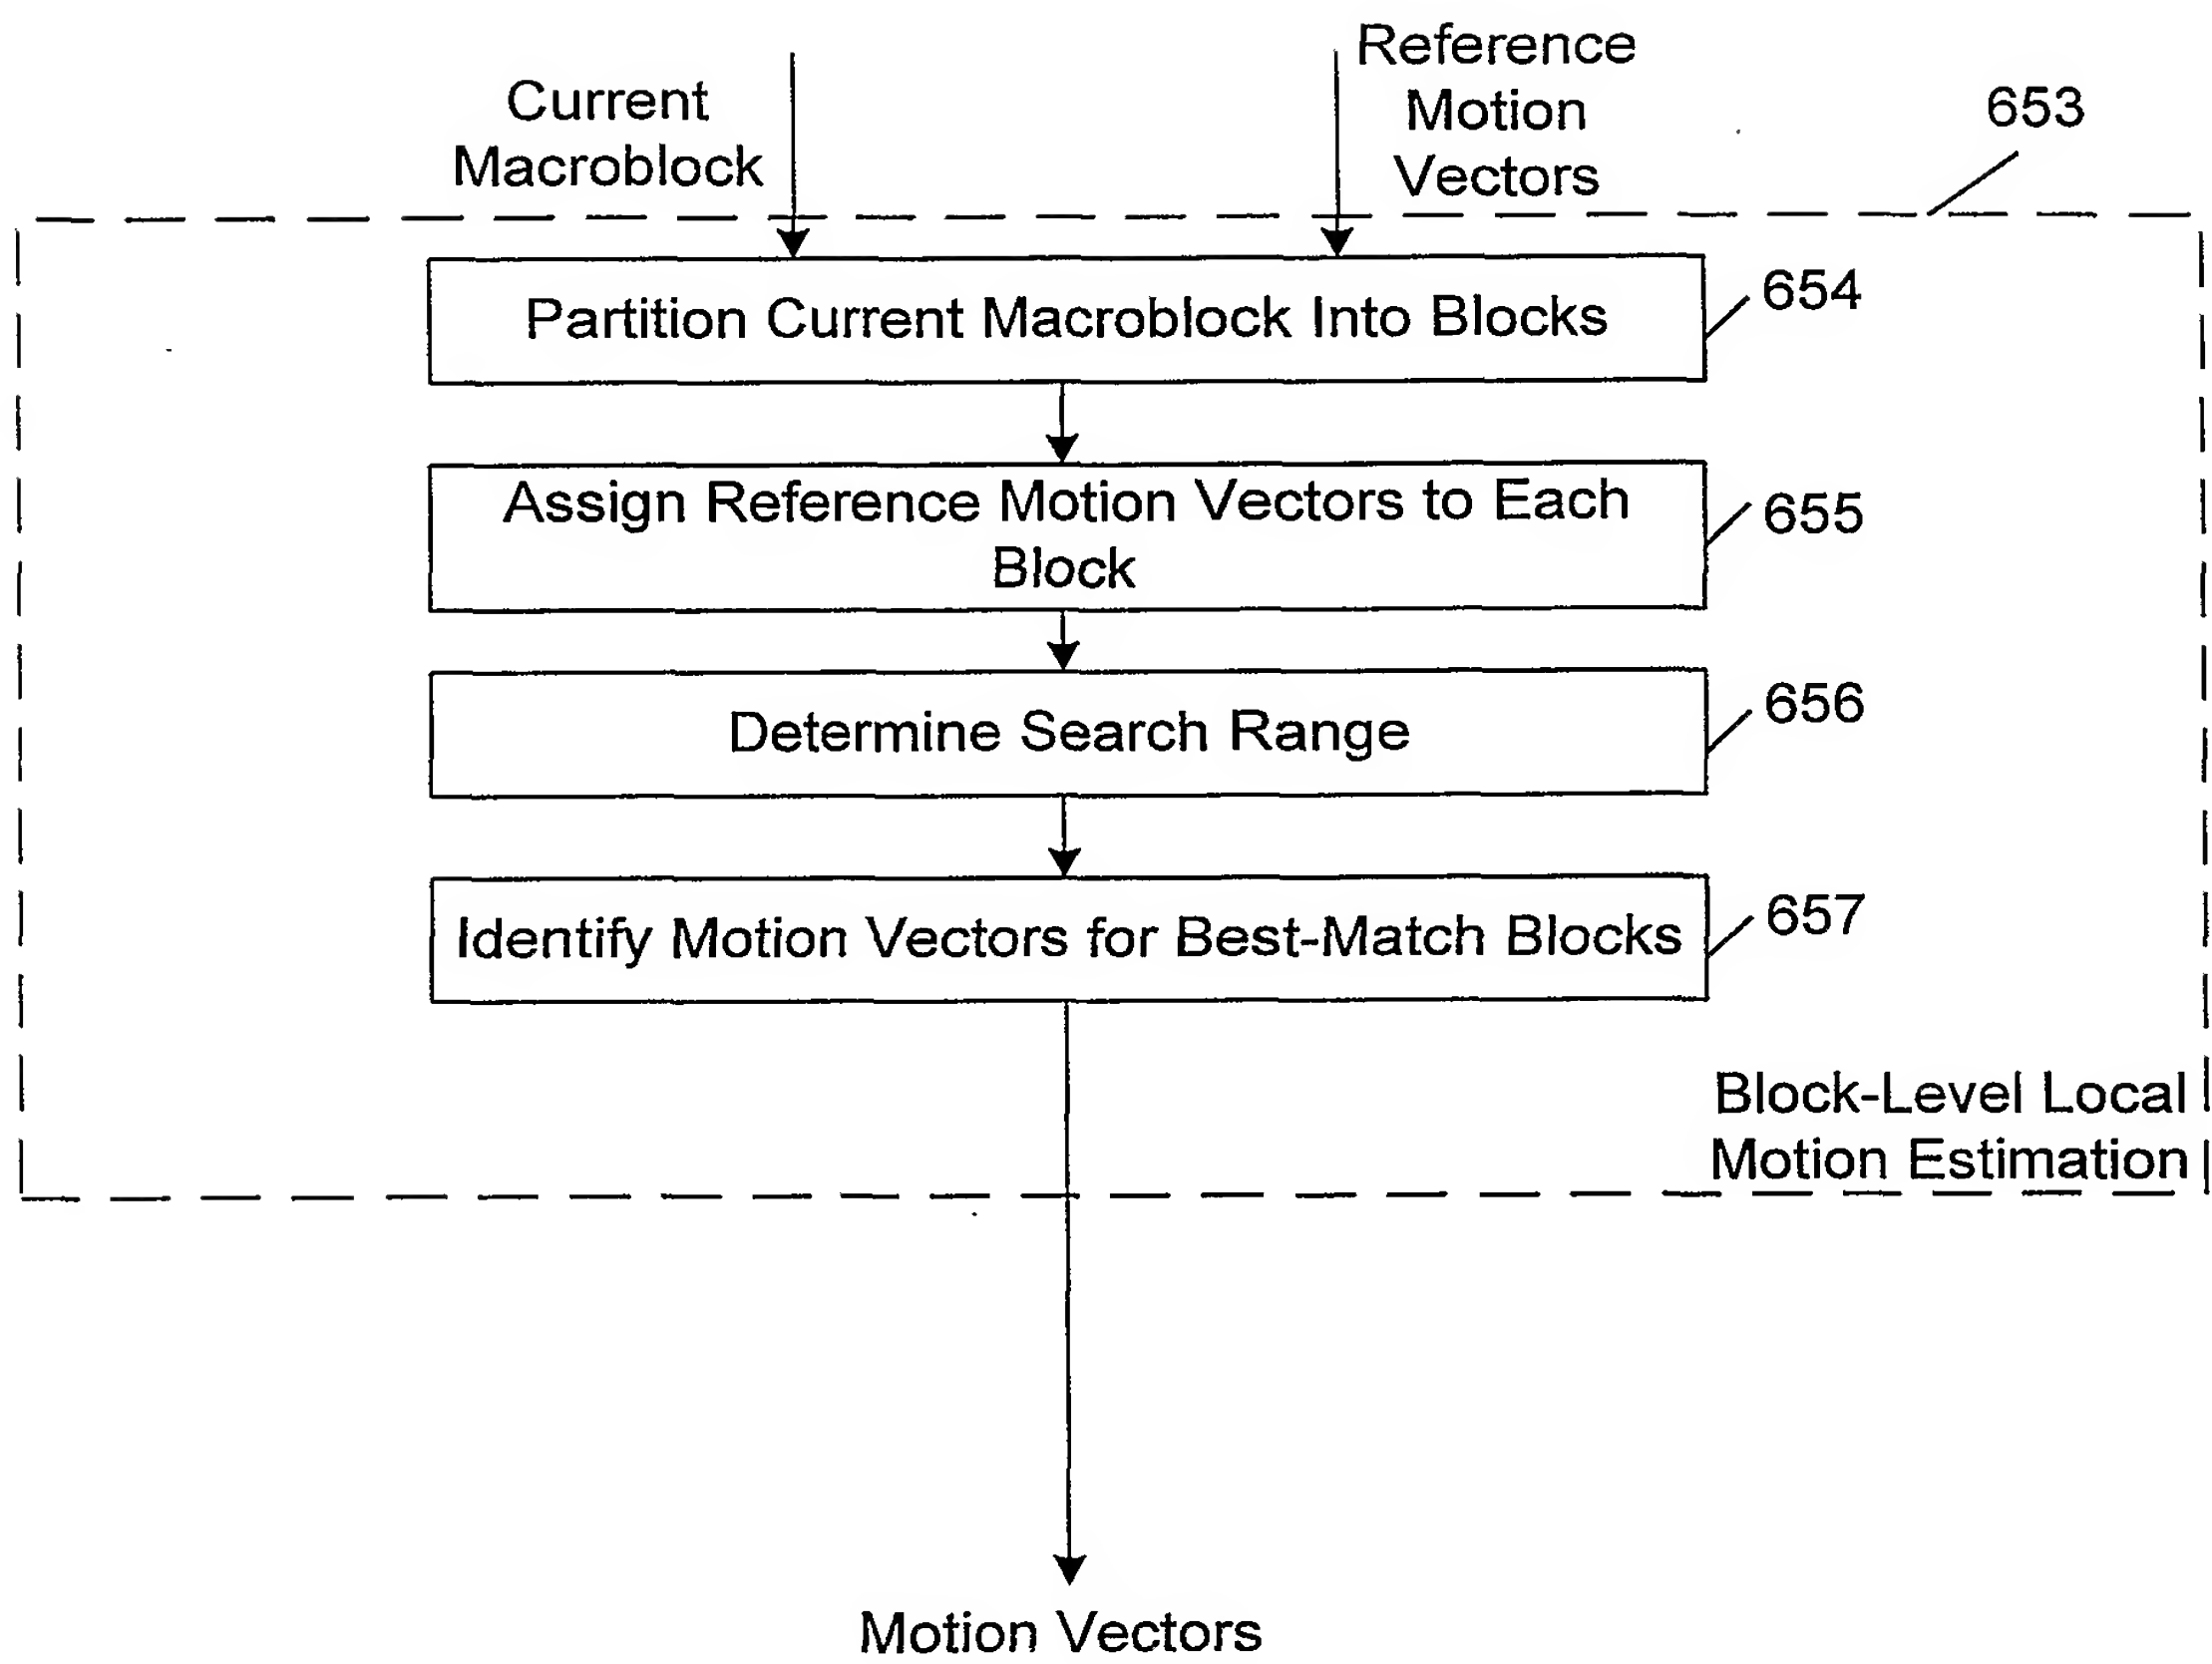 Current
Macroblock
Reference
Motion
Vectors
653
Partition Current Macroblock Into Blocks
654
Assign Reference Motion Vectors to Each
Block
655
Determine Search Range
656
Identify Motion Vectors for Best-Match Blocks
657
Block-Level Local
Motion Estimation
Motion Vectors